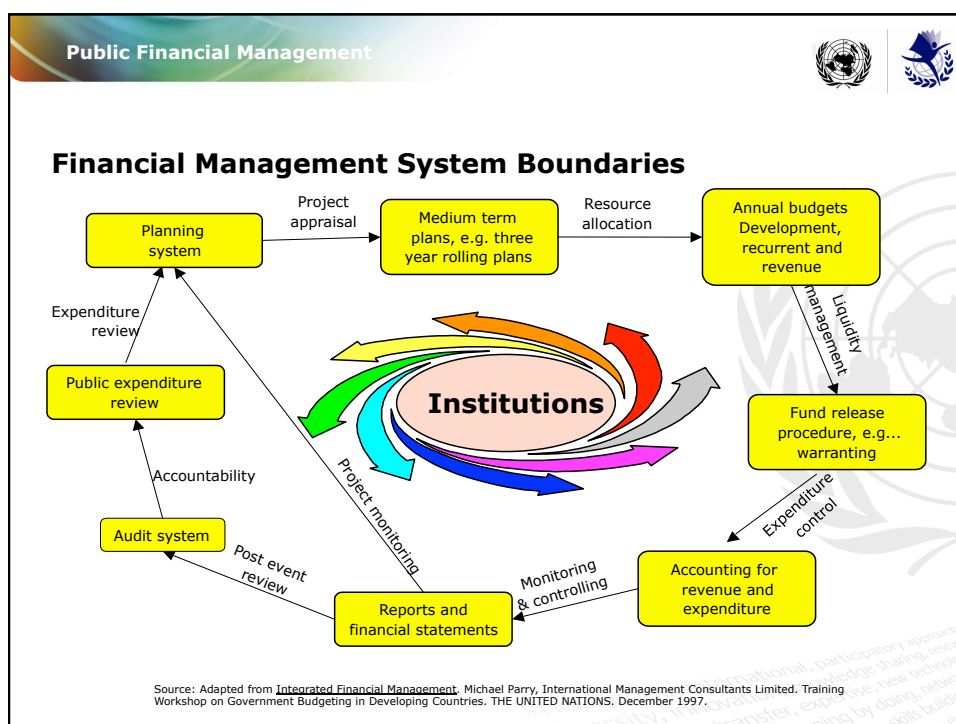 Public Financial Management
Financial Management System Boundaries
Planning
system
Project
appraisal
Medium term
plans, e.g. three
year rolling plans
Resource
allocation
Annual budgets
Development,
recurrent and
revenue
Liquidity
management
Fund release
procedure, e.g...
warranting
Expenditure
control
Accounting for
revenue and
expenditure
Monitoring
& controlling
Reports and
financial statements
Project monitoring
Post event
review
Audit system
Accountability
Public expenditure
review
Expenditure
review
Institutions
Source: Adapted from Integrated Financial Management. Michael Parry, International Management Consultants Limited. Training
Workshop on Government Budgeting in Developing Countries. THE UNITED NATIONS. December 1997.